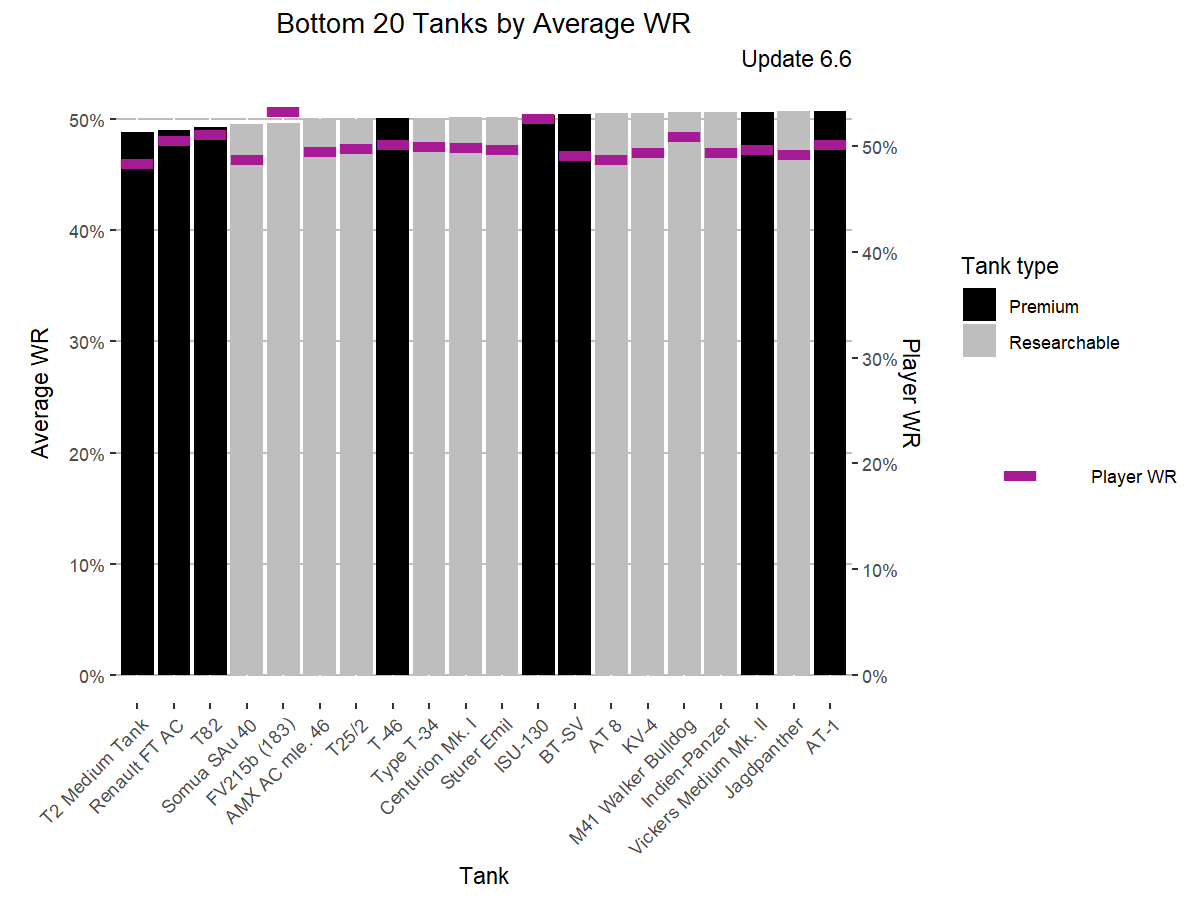 Bottom 20 Tanks by Average WR
Update 6.6
50%
40%
30%
20%
10%
0%
Average WR
50%
40%
30%
20%
10%
0%
Player WR
Tank type
Premium
Researchable
Player WR
T2 Medium Tank
Renault FT AC
T82
Somua SAu 40
FV215b (183)
AMX AC mle. 46
T25/2
T-46
Type T-34
Centurion Mk. I
Sturer Emil
ISU-130
BT-SV
AT 8
KV-4
M41 Walker Bulldog
Indien-Panzer
Vickers Medium Mk. II
Jagdpanther
AT-1
Tank